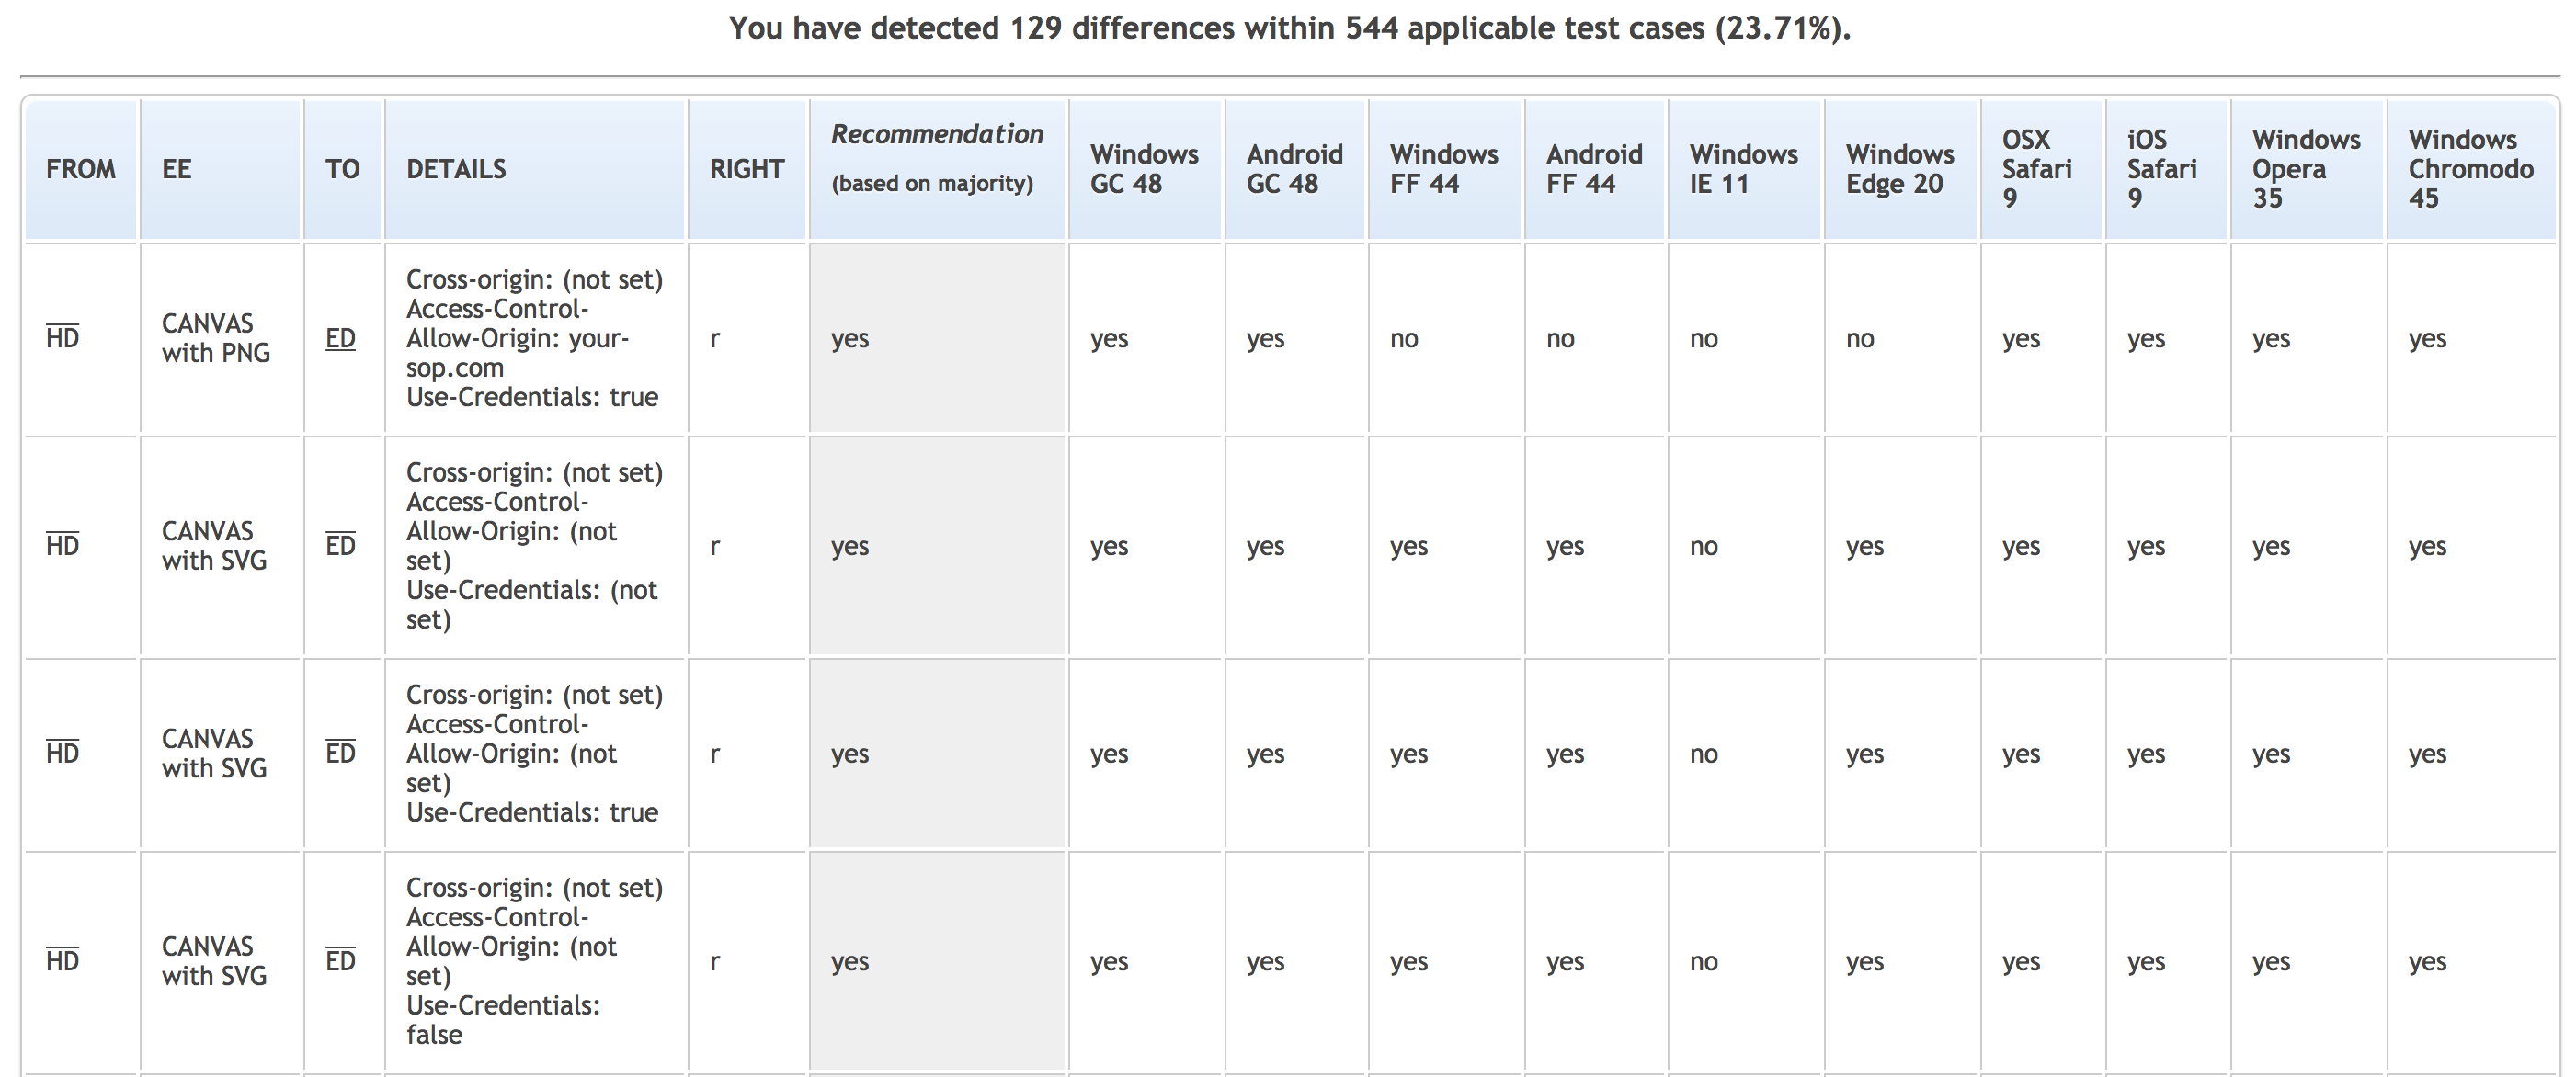 You have detected 129 differences within 544 applicable test cases (23.71%).
FROM
EE
TO
DETAILS
RIGHT
Recommendation
(based on majority)
Windows
GC 48
Android
GC 48
Windows
FF 44
Android
FF 44
Windows
IE 11
Windows
Edge 20
OSX
Safari
9
iOS
Safari
9
Windows
Opera
35
Windows
Chromodo
45
HD
CANVAS
with PNG
ED
Cross-origin: (not set)
Access-Control-
Allow-Origin: your-
sop.com
Use-Credentials: true
r
yes
yes
yes
no
no
no
no
yes
yes
yes
yes
HD
CANVAS
with SVG
ED
Cross-origin: (not set)
Access-Control-
Allow-Origin: (not
set)
Use-Credentials: (not
set)
r
yes
yes
yes
yes
yes
no
yes
yes
yes
yes
yes
HD
CANVAS
with SVG
ED
Cross-origin: (not set)
Access-Control-
Allow-Origin: (not
set)
Use-Credentials: true
r
yes
yes
yes
yes
yes
no
yes
yes
yes
yes
yes
HD
CANVAS
with SVG
ED
Cross-origin: (not set)
Access-Control-
Allow-Origin: (not
set)
Use-Credentials:
false
r
yes
yes
yes
yes
yes
no
yes
yes
yes
yes
yes